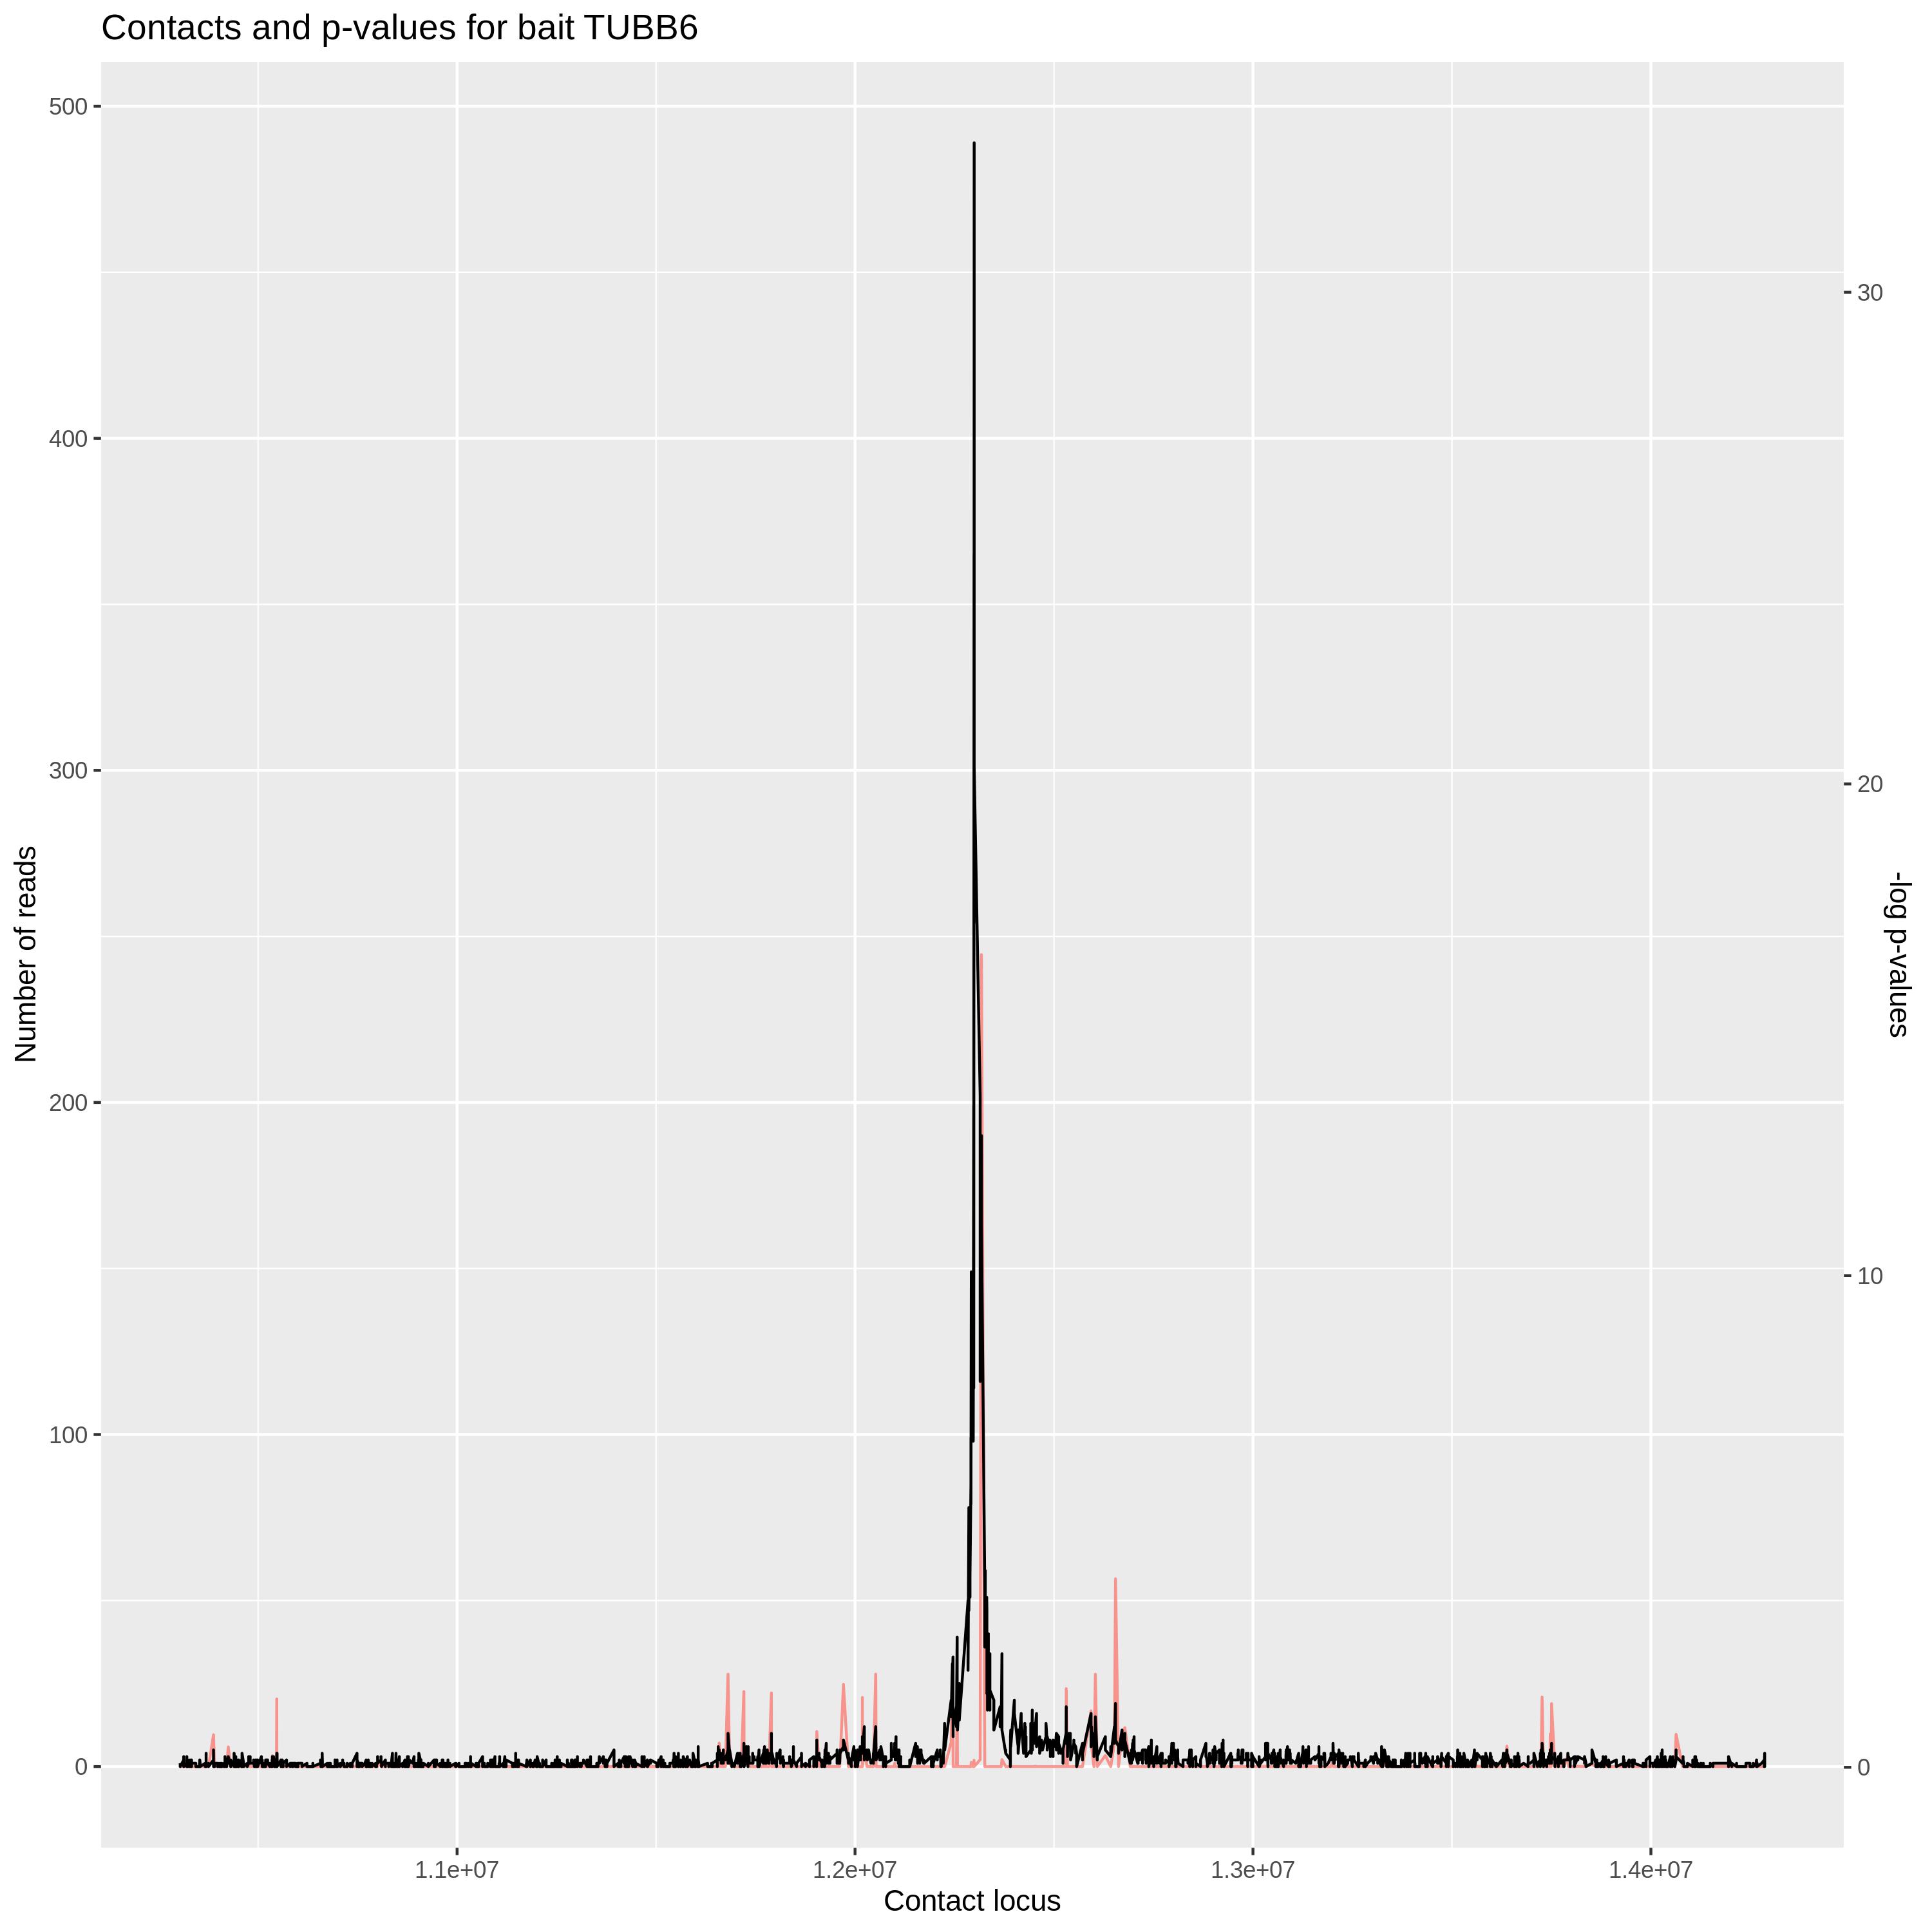 Contacts and p-values for bait TUBB6
500
400
300
200
100
0
Number of reads
30
20
10
0
-log p-values
1.1e+07
1.2e+07
1.3e+07
1.4e+07
Contact locus